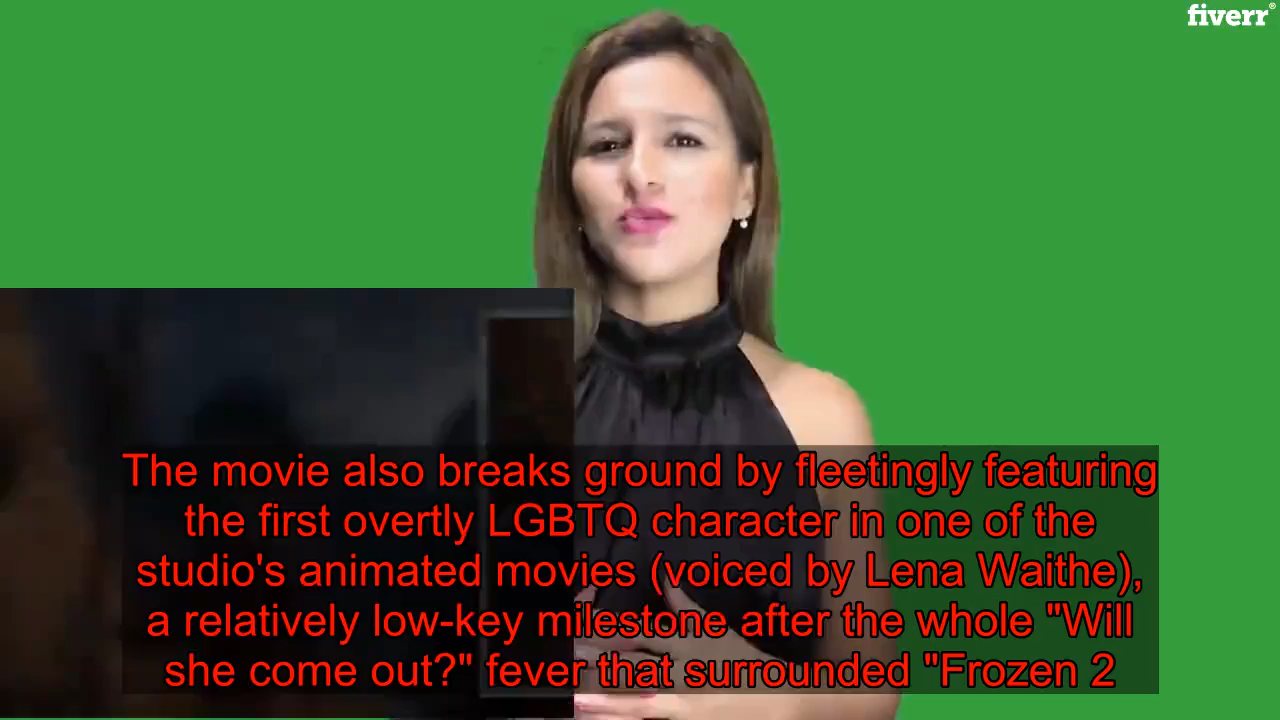 fiverr®
The movie also breaks ground by fleetingly featuring
the first overtly LGBTQ character in one of the
studio's animated movies (voiced by Lena Waithe),
a relatively low-key milestone after the whole "Will
she come out?" fever that surrounded "Frozen 2